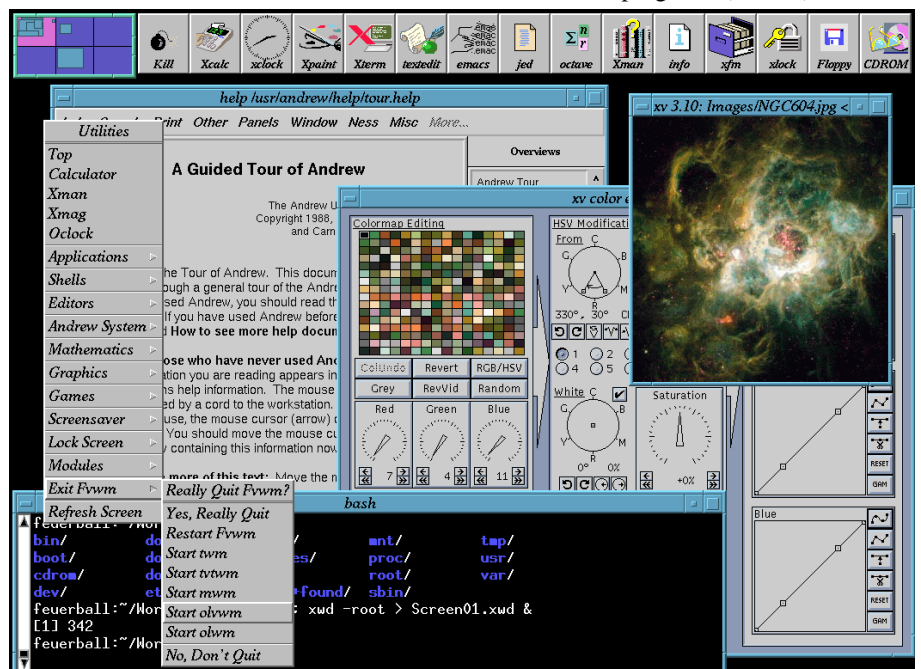 Kill Xcalc xclock Xpaint Xterm textedit emacs jed octave Xman info xfm xlock Floppy CDROM
help /usr/andrew/help/tour.help
Print Other Panels Window Ness Misc More...
Overviews
Andrew Tour
A Guided Tour of Andrew
The Andrew U
Copyright 1988,
and Carn
he Tour of Andrew. This docum
ough a general tour of the Andre
sed Andrew, you should read th
If you have used Andrew before
How to see more help docum
ose who have never used And
ation you are reading appears in
ns help information. The mouse
ed by a cord to the workstation.
use, the mouse cursor (arrow)
You should move the mouse cu
containing this information now
more of this text: Move the n
Utilities
Top
Calculator
Xman
Xmag
Oclock
Applications
Shells
Editors
Andrew System
Mathematics
Graphics
Games
Screensaver
Lock Screen
Modules
Exit Fvwm
Refresh Screen
Really Quit Fvwm?
Yes, Really Quit
Restart Fvwm
Start twm
Start tvtwm
Start mwm
Start olvwm
Start olwm
No, Don't Quit
xv 3.10: Images/NGC604.jpg <
xv color e
Colormap Editing
ColUndo Revert RGB/HSV
Grey RevVid Random
Red Green Blue
7 4 11
HSV Modificati
From C
G B
Y M
R
330°, 30°
1 2
4 5
White C
G B
Y M
R
0° 0%
Saturation
+0%
RESET
GAM
Blue
RESET
GAM
bash
feuerball:~/Wor
bin/ do / mnt/ tmp/
boot/ do es/ proc/ usr/
cdrom/ do root/ var/
dev/ et +found/ sbin/
feuerball:~/Wor : xwd -root > Screen01.xwd &
[1] 342
feuerball:~/Wor